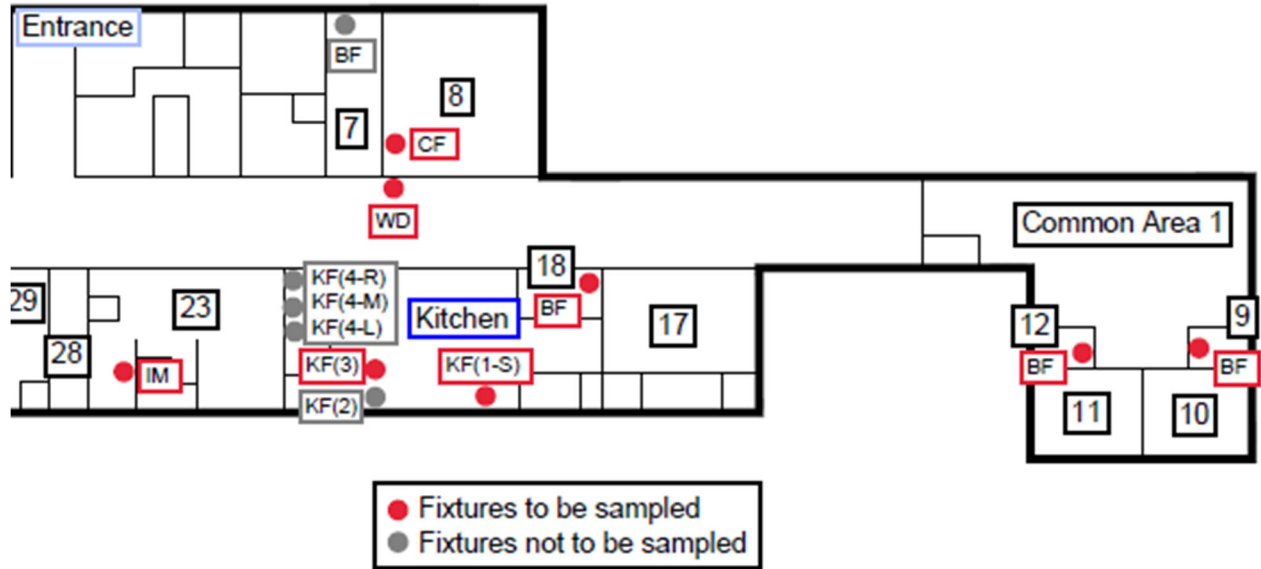 Entrance
BF
8
7
CF
WD
Common Area 1
18
KF(4-R)
KF(4-M)
KF(4-L)
BF
Kitchen
29
23
17
12
9
28
KF(3)
KF(1-S)
IM
BF
BF
KF(2)
11
10
Fixtures to be sampled
Fixtures not to be sampled